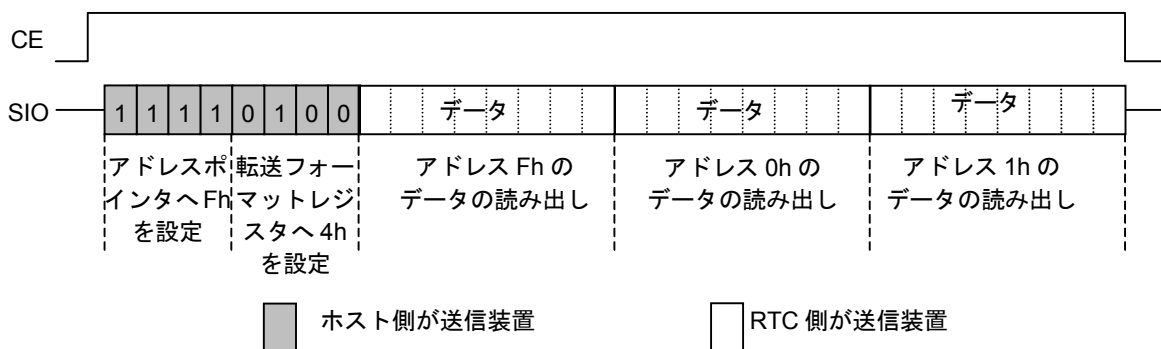 CE
SIO
1 1 1 1 0 1 0 0
データ
データ
データ
アドレスポ
インタへ Fh
を設定
転送フォー
マットレジ
スタへ 4h
を設定
アドレス Fh の
データの読み出し
アドレス 0h の
データの読み出し
アドレス 1h の
データの読み出し
ホスト側が送信装置
RTC 側が送信装置